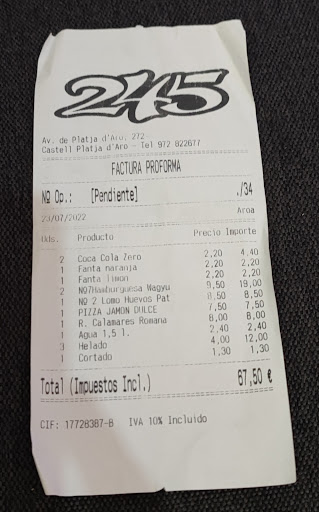 245
Av. de Platja d'Aro, 272
Castell Platja d'Aro - Tel 972 822677
FACTURA PROFORMA
Nº Op.: [Pendiente] ./34
23/07/2022 Aroa
Uds. Producto Precio Importe
2 Coca Cola Zero 2,20 4,40
1 Fanta naranja 2,20 2,20
1 Fanta limon 2,20 2,20
2 Nº7Hamburguesa Wagyu 9,50 19,00
1 Nº 2 Lomo Huevos Pat 8,50 8,50
1 PIZZA JAMON DULCE 7,50 7,50
1 R. Calamares Romana 8,00 8,00
1 Agua 1,5 l. 2,40 2,40
3 Helado 4,00 12,00
1 Cortado 1,30 1,30
Total (Impuestos Incl.) 67,50 €
CIF: 17728387-B IVA 10% Incluido